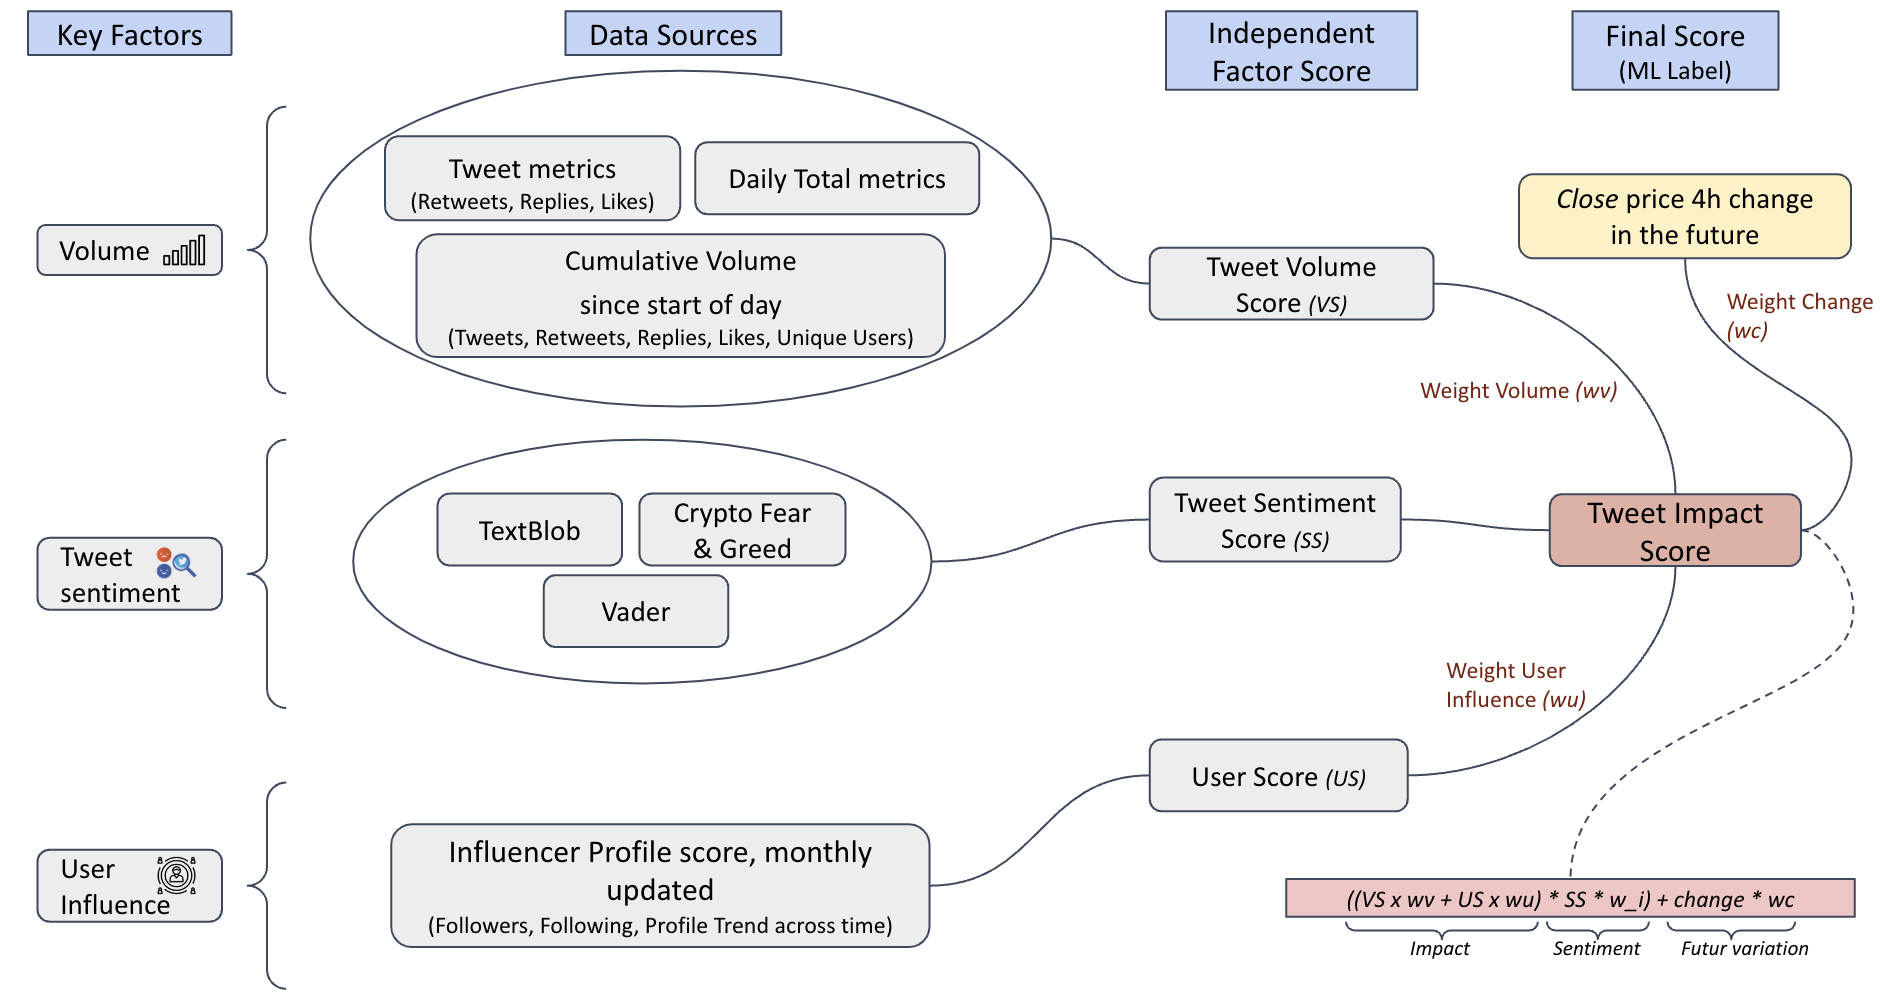 Key Factors
Data Sources
Independent
Factor Score
Final Score
(ML Label)
Volume
Tweet metrics
(Retweets, Replies, Likes)
Daily Total metrics
Cumulative Volume
since start of day
(Tweets, Retweets, Replies, Likes, Unique Users)
Tweet Volume
Score (VS)
Close price 4h change
in the future
Weight Change
(wc)
Weight Volume (wv)
Tweet
sentiment
TextBlob
Crypto Fear
& Greed
Vader
Tweet Sentiment
Score (SS)
Tweet Impact
Score
Weight User
Influence (wu)
User
Influence
Influencer Profile score, monthly
updated
(Followers, Following, Profile Trend across time)
User Score (US)
((VS x wv + US x wu) * SS * w_i) + change * wc
Impact
Sentiment
Futur variation